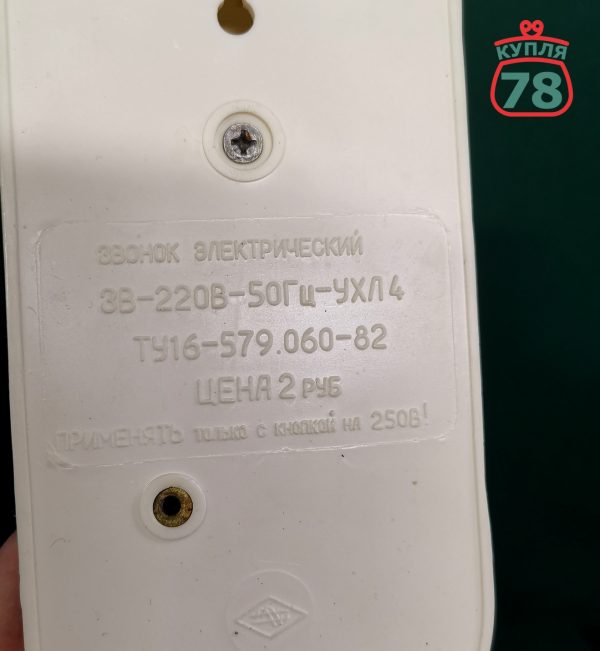 КУПЛЯ
78
ЗВОНОК ЭЛЕКТРИЧЕСКИЙ
ЗВ-220В-50Гц-УХЛ4
ТУ16-579.060-82
ЦЕНА 2 РУБ
ПРИМЕНЯТЬ только с кнопкой на 250В!